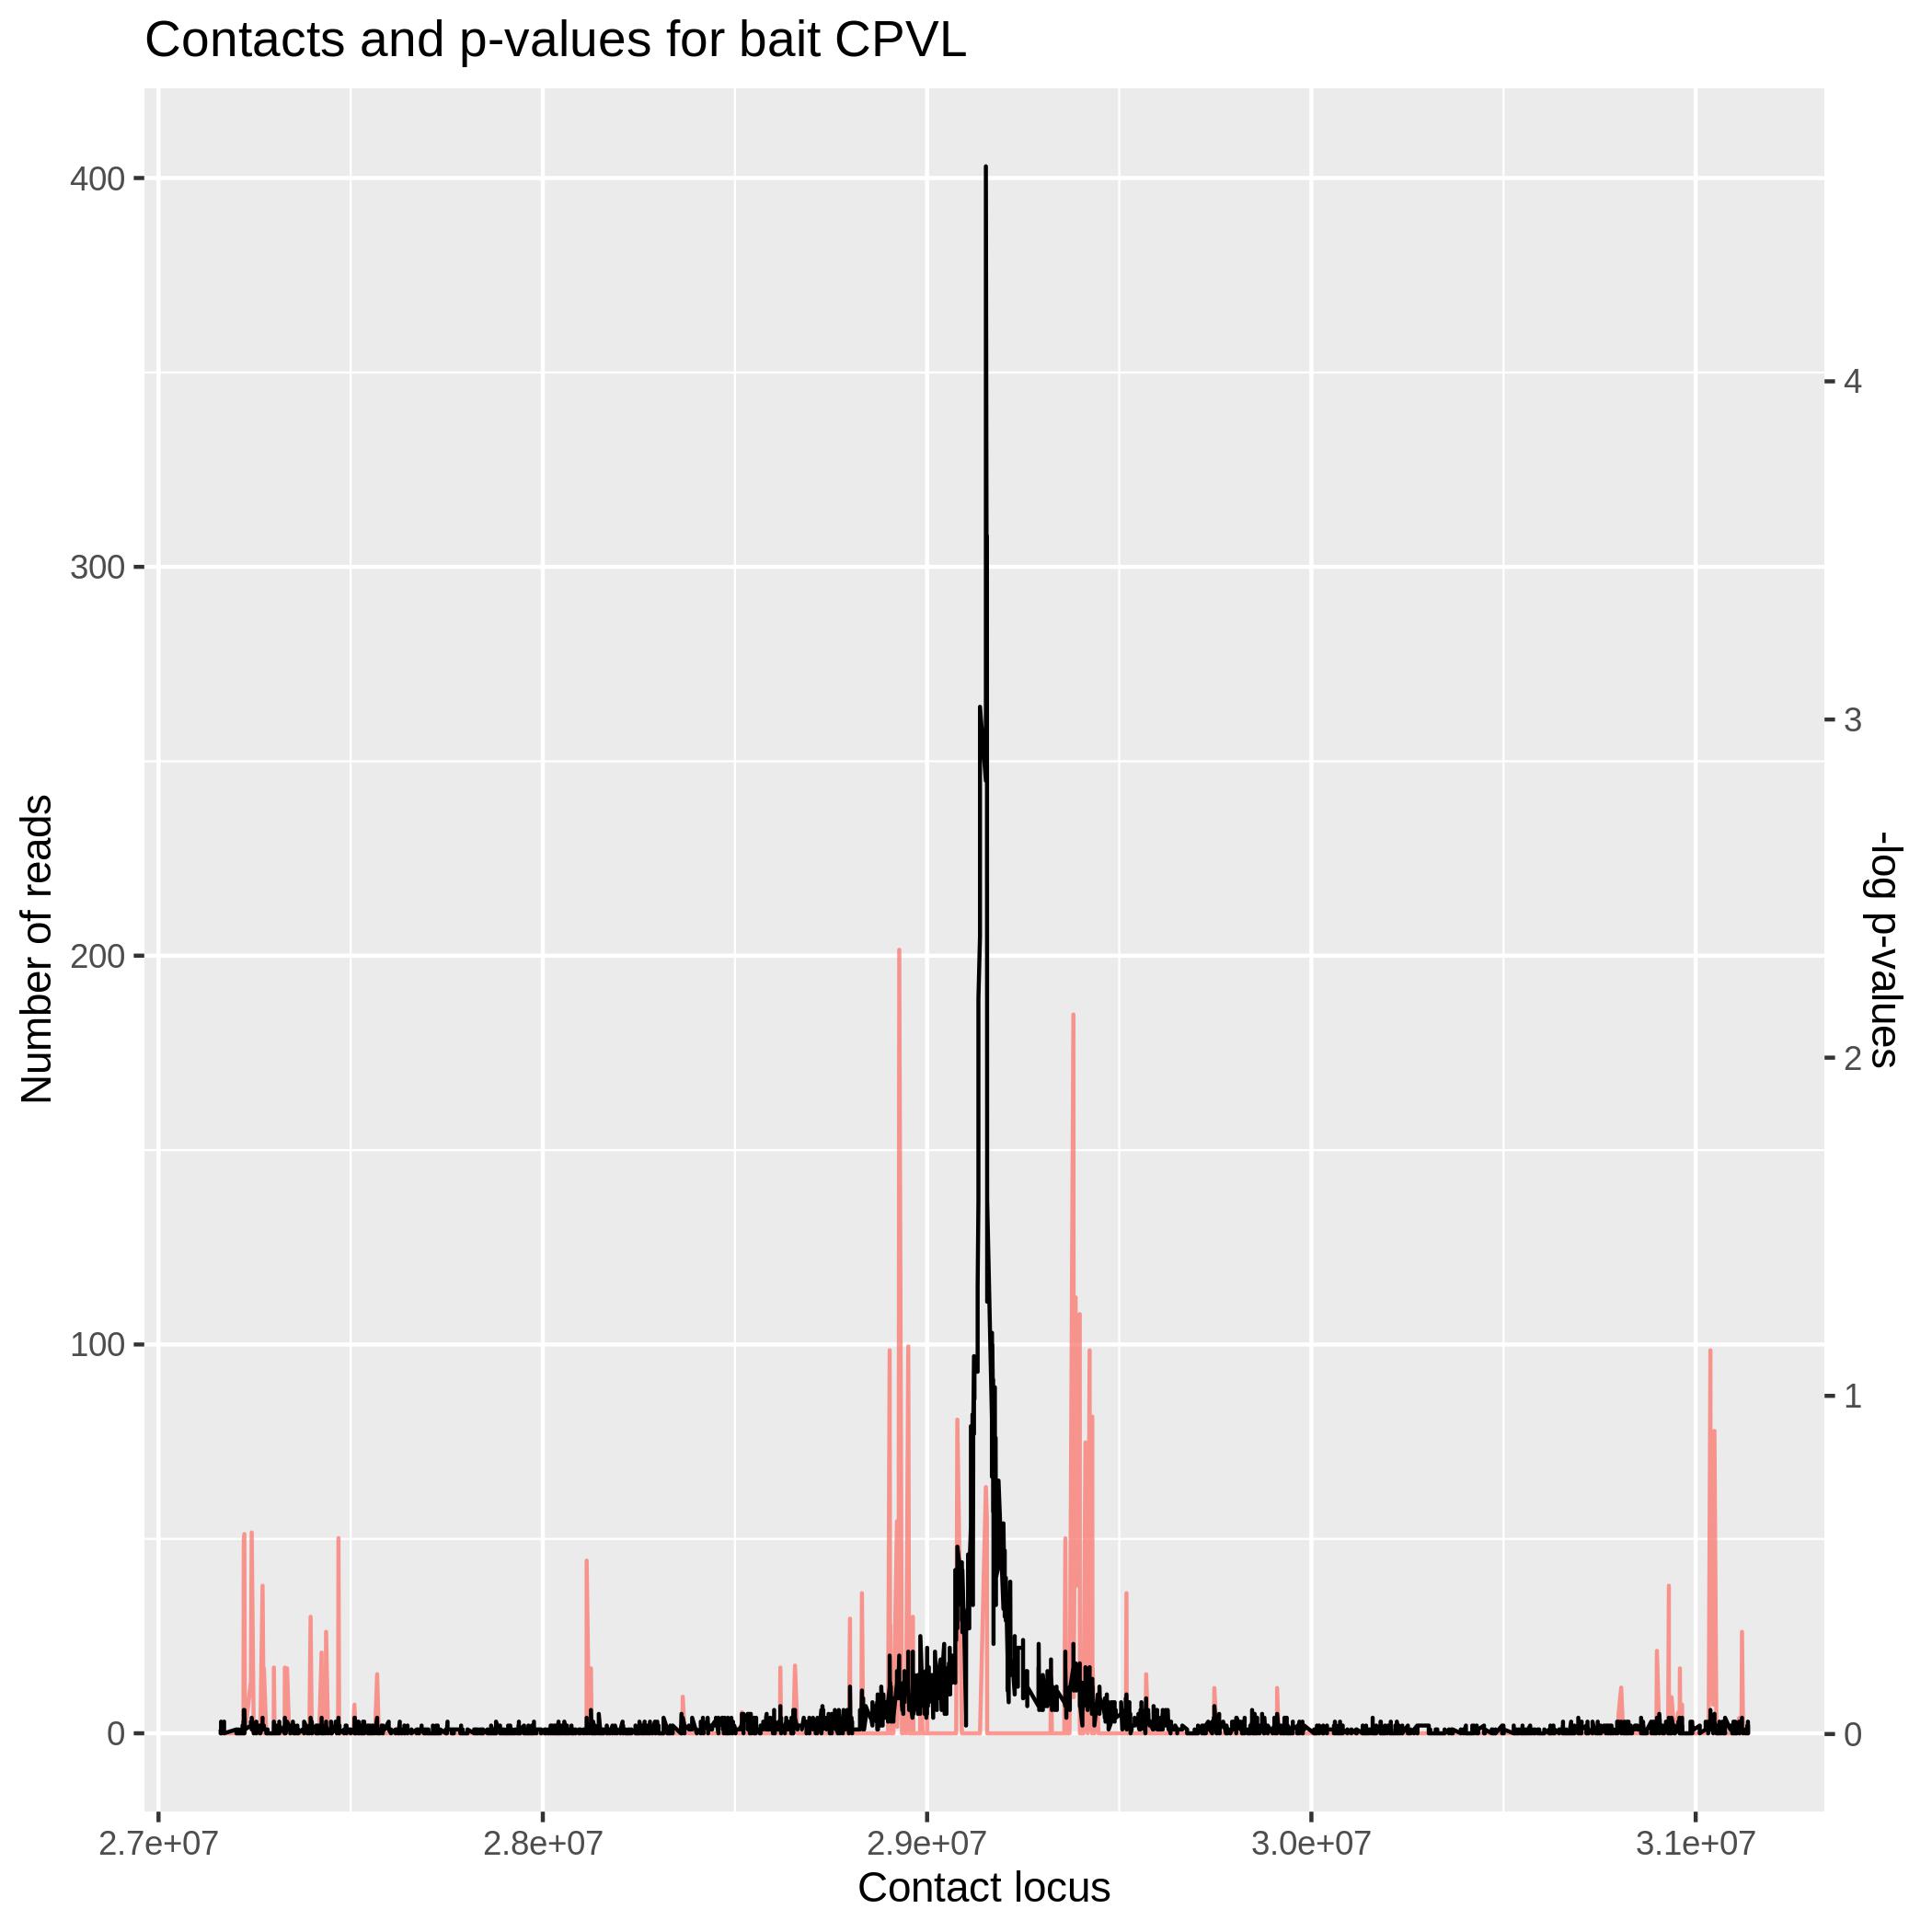 Contacts and p-values for bait CPVL
400
300
200
100
0
Number of reads
4
3
2
1
0
-log p-values
2.7e+07
2.8e+07
2.9e+07
3.0e+07
3.1e+07
Contact locus